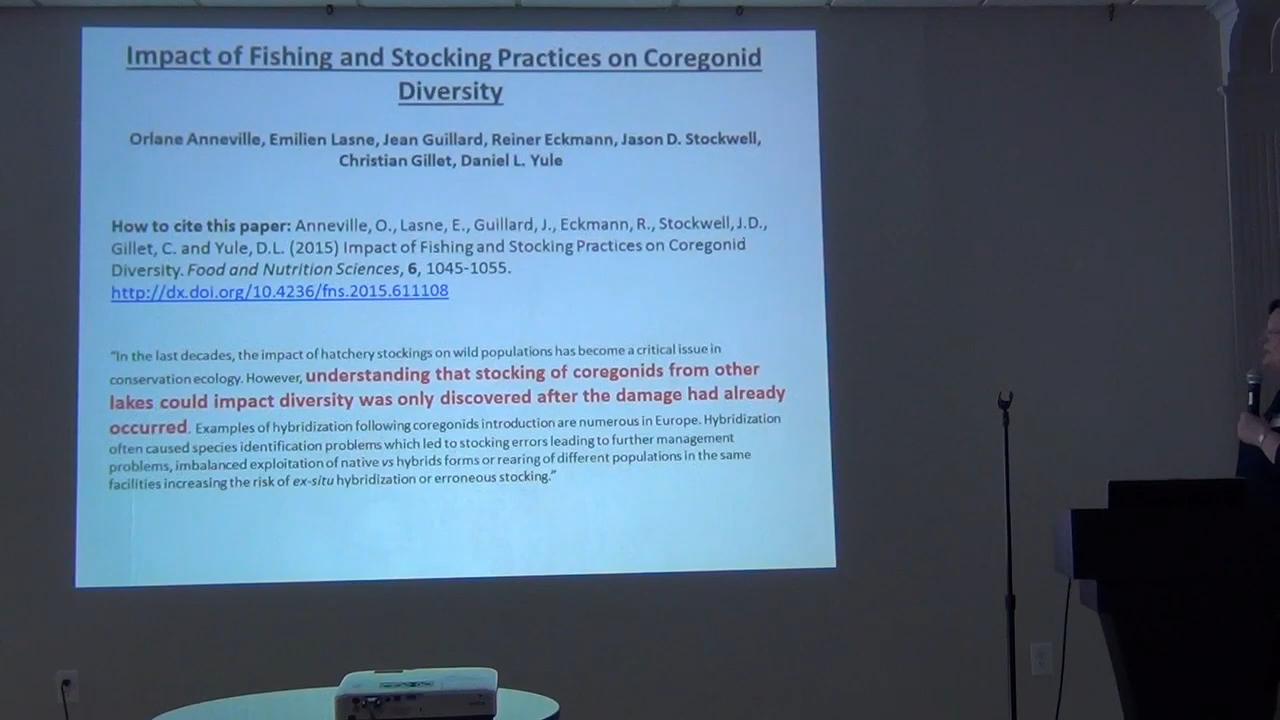 Impact of Fishing and Stocking Practices on Coregonid
Diversity
Orlane Anneville, Emilien Lasne, Jean Guillard, Reiner Eckmann, Jason D. Stockwell,
Christian Gillet, Daniel L. Yule
How to cite this paper: Anneville, O., Lasne, E., Guillard, J., Eckmann, R., Stockwell, J.D.,
Gillet, C. and Yule, D.L. (2015) Impact of Fishing and Stocking Practices on Coregonid
Diversity. Food and Nutrition Sciences, 6, 1045-1055.
http://dx.doi.org/10.4236/fns.2015.611108
“In the last decades, the impact of hatchery stockings on wild populations has become a critical issue in
conservation ecology. However, understanding that stocking of coregonids from other
lakes could impact diversity was only discovered after the damage had already
occurred. Examples of hybridization following coregonids introduction are numerous in Europe. Hybridization
often caused species identification problems which led to stocking errors leading to further management
problems, imbalanced exploitation of native vs hybrids forms or rearing of different populations in the same
facilities increasing the risk of ex-situ hybridization or erroneous stocking.”